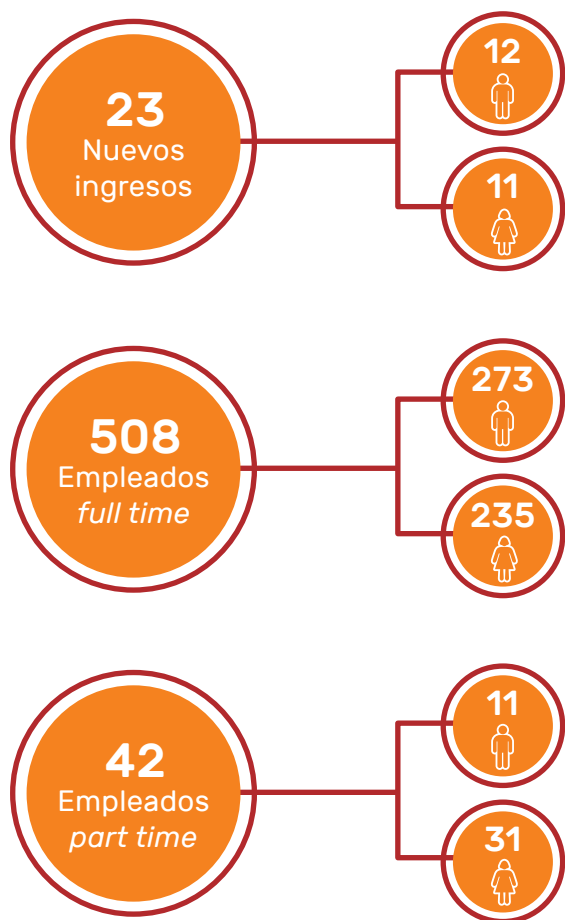 23
Nuevos
ingresos
12
11
508
Empleados
full time
273
235
42
Empleados
part time
11
31